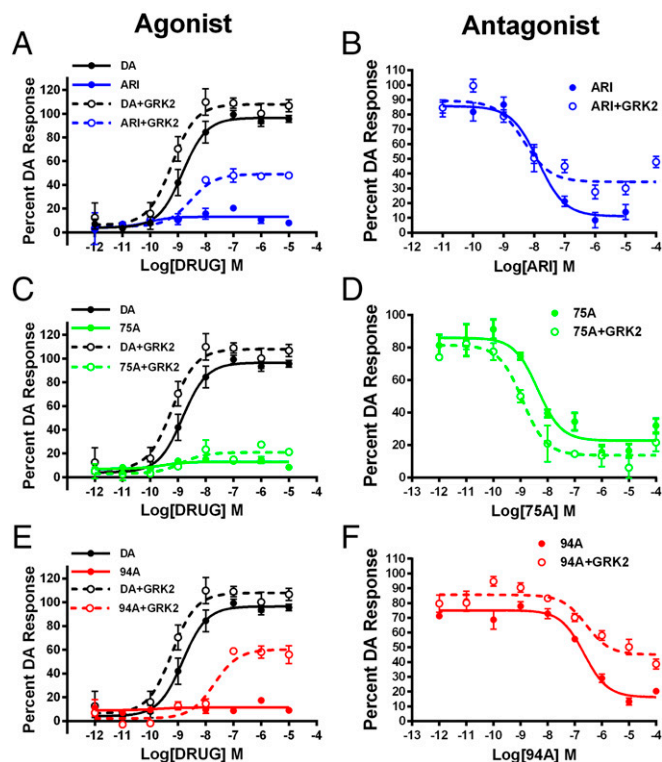 Agonist
Antagonist
A
DA
ARI
DA+GRK2
ARI+GRK2
Percent DA Response
120
100
80
60
40
20
0
-12 -11 -10 -9 -8 -7 -6 -5 -4
Log[DRUG] M
B
ARI
ARI+GRK2
Percent DA Response
110
100
90
80
70
60
50
40
30
20
10
0
-12 -11 -10 -9 -8 -7 -6 -5 -4
Log[ARI] M
C
DA
75A
DA+GRK2
75A+GRK2
Percent DA Response
120
100
80
60
40
20
0
-12 -11 -10 -9 -8 -7 -6 -5 -4
Log[DRUG] M
D
75A
75A+GRK2
Percent DA Response
100
80
60
40
20
0
-13 -12 -11 -10 -9 -8 -7 -6 -5 -4
Log[75A] M
E
DA
94A
DA+GRK2
94A+GRK2
Percent DA Response
120
100
80
60
40
20
0
-12 -11 -10 -9 -8 -7 -6 -5 -4
Log[DRUG] M
F
94A
94A+GRK2
Percent DA Response
110
100
90
80
70
60
50
40
30
20
10
0
-12 -11 -10 -9 -8 -7 -6 -5 -4
Log[94A] M